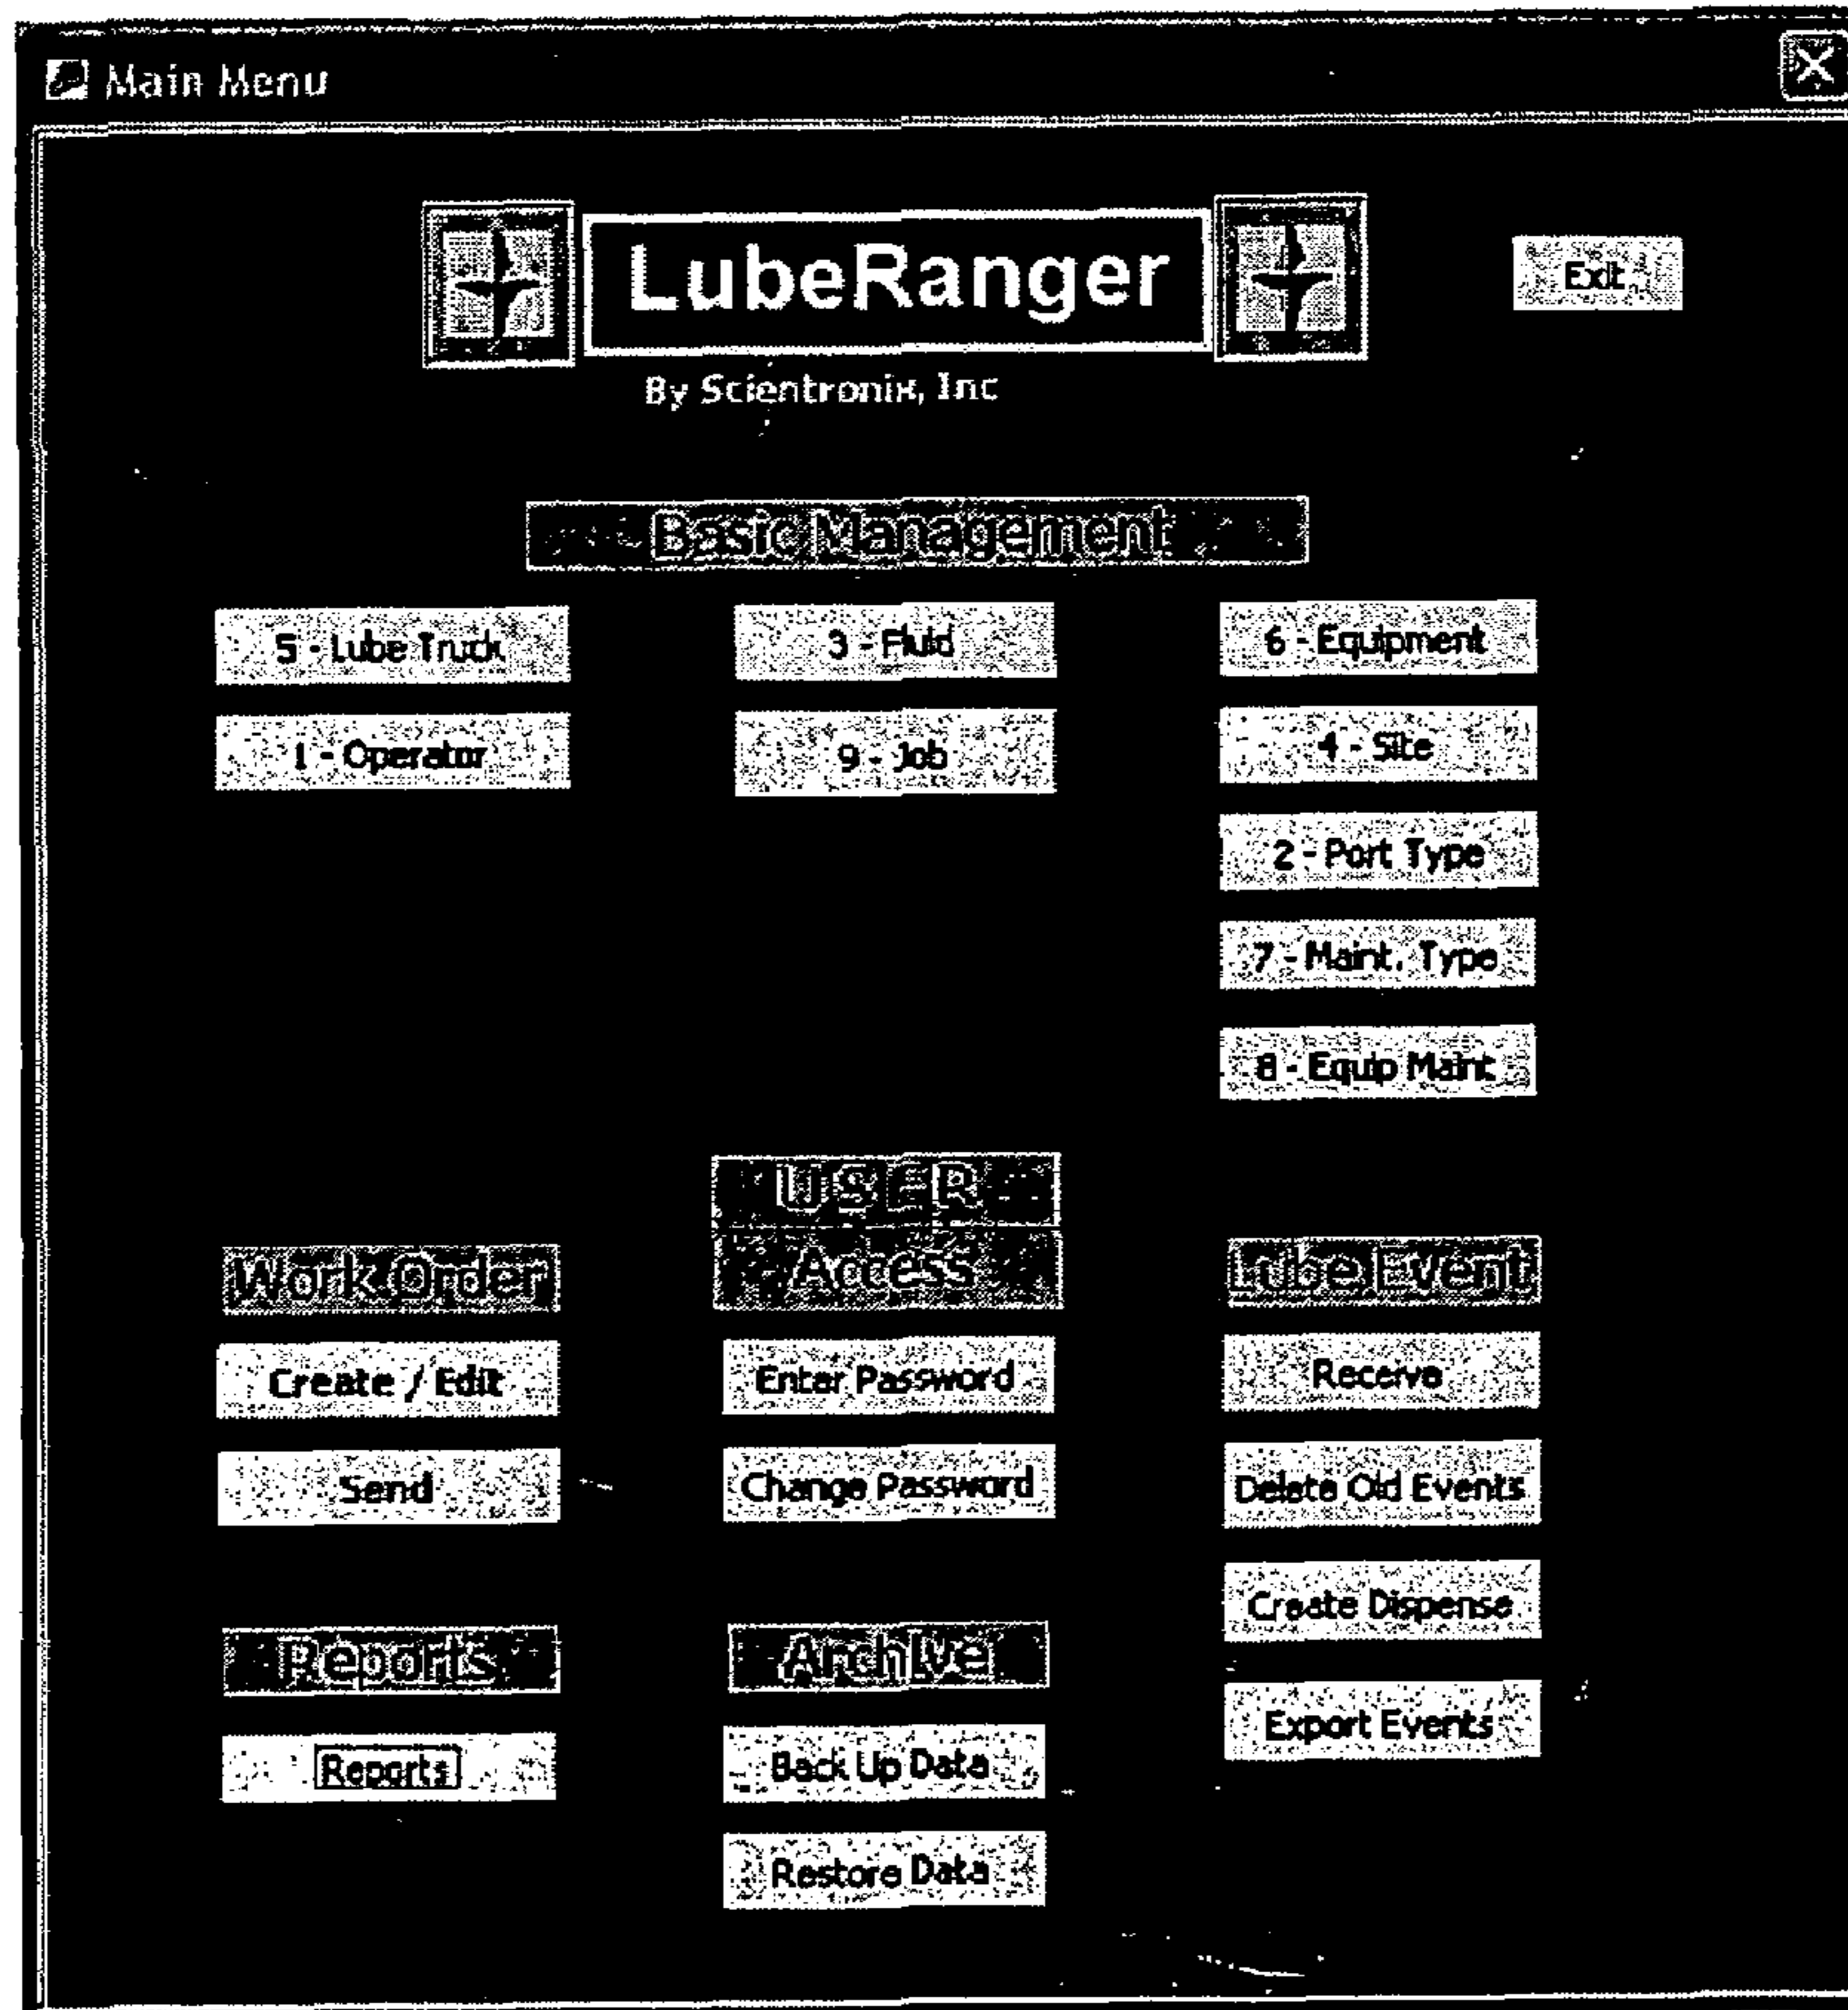 Main Menu
LubeRanger
Exit
By Scientronix, Inc
Basic Management
5 - Lube Truck 3 - Fluid 6 - Equipment
1 - Operator 9 - Job 4 - Site
2 - Port Type
7 - Maint. Type
8 - Equip Maint
USER
Work Order Access Lube Event
Create / Edit Enter Password Receive
Send Change Password Delete Old Events
Create Dispense
Reports Archive
Export Events
Reports Back Up Data
Restore Data